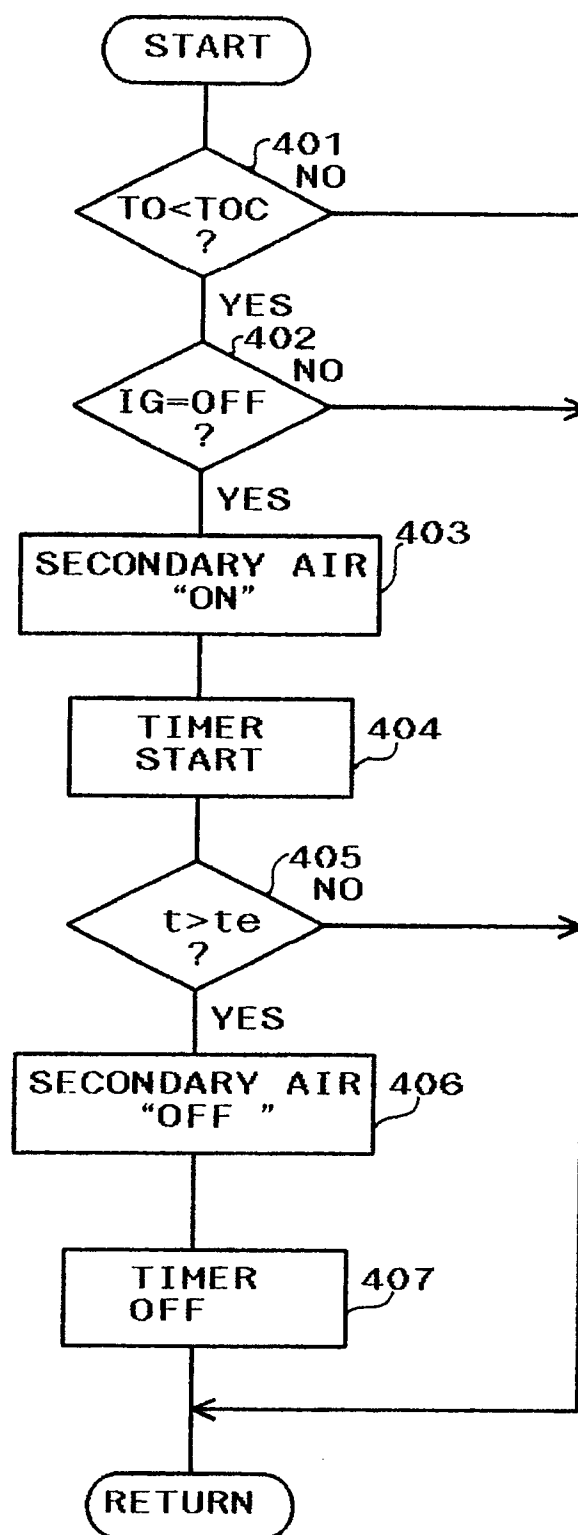 START
401
NO
TO<TOC
?
YES
402
NO
IG=OFF
?
YES
403
SECONDARY AIR
“ON”
TIMER
START
404
405
NO
t>te
?
YES
SECONDARY AIR
“OFF ”
406
TIMER
OFF
407
RETURN